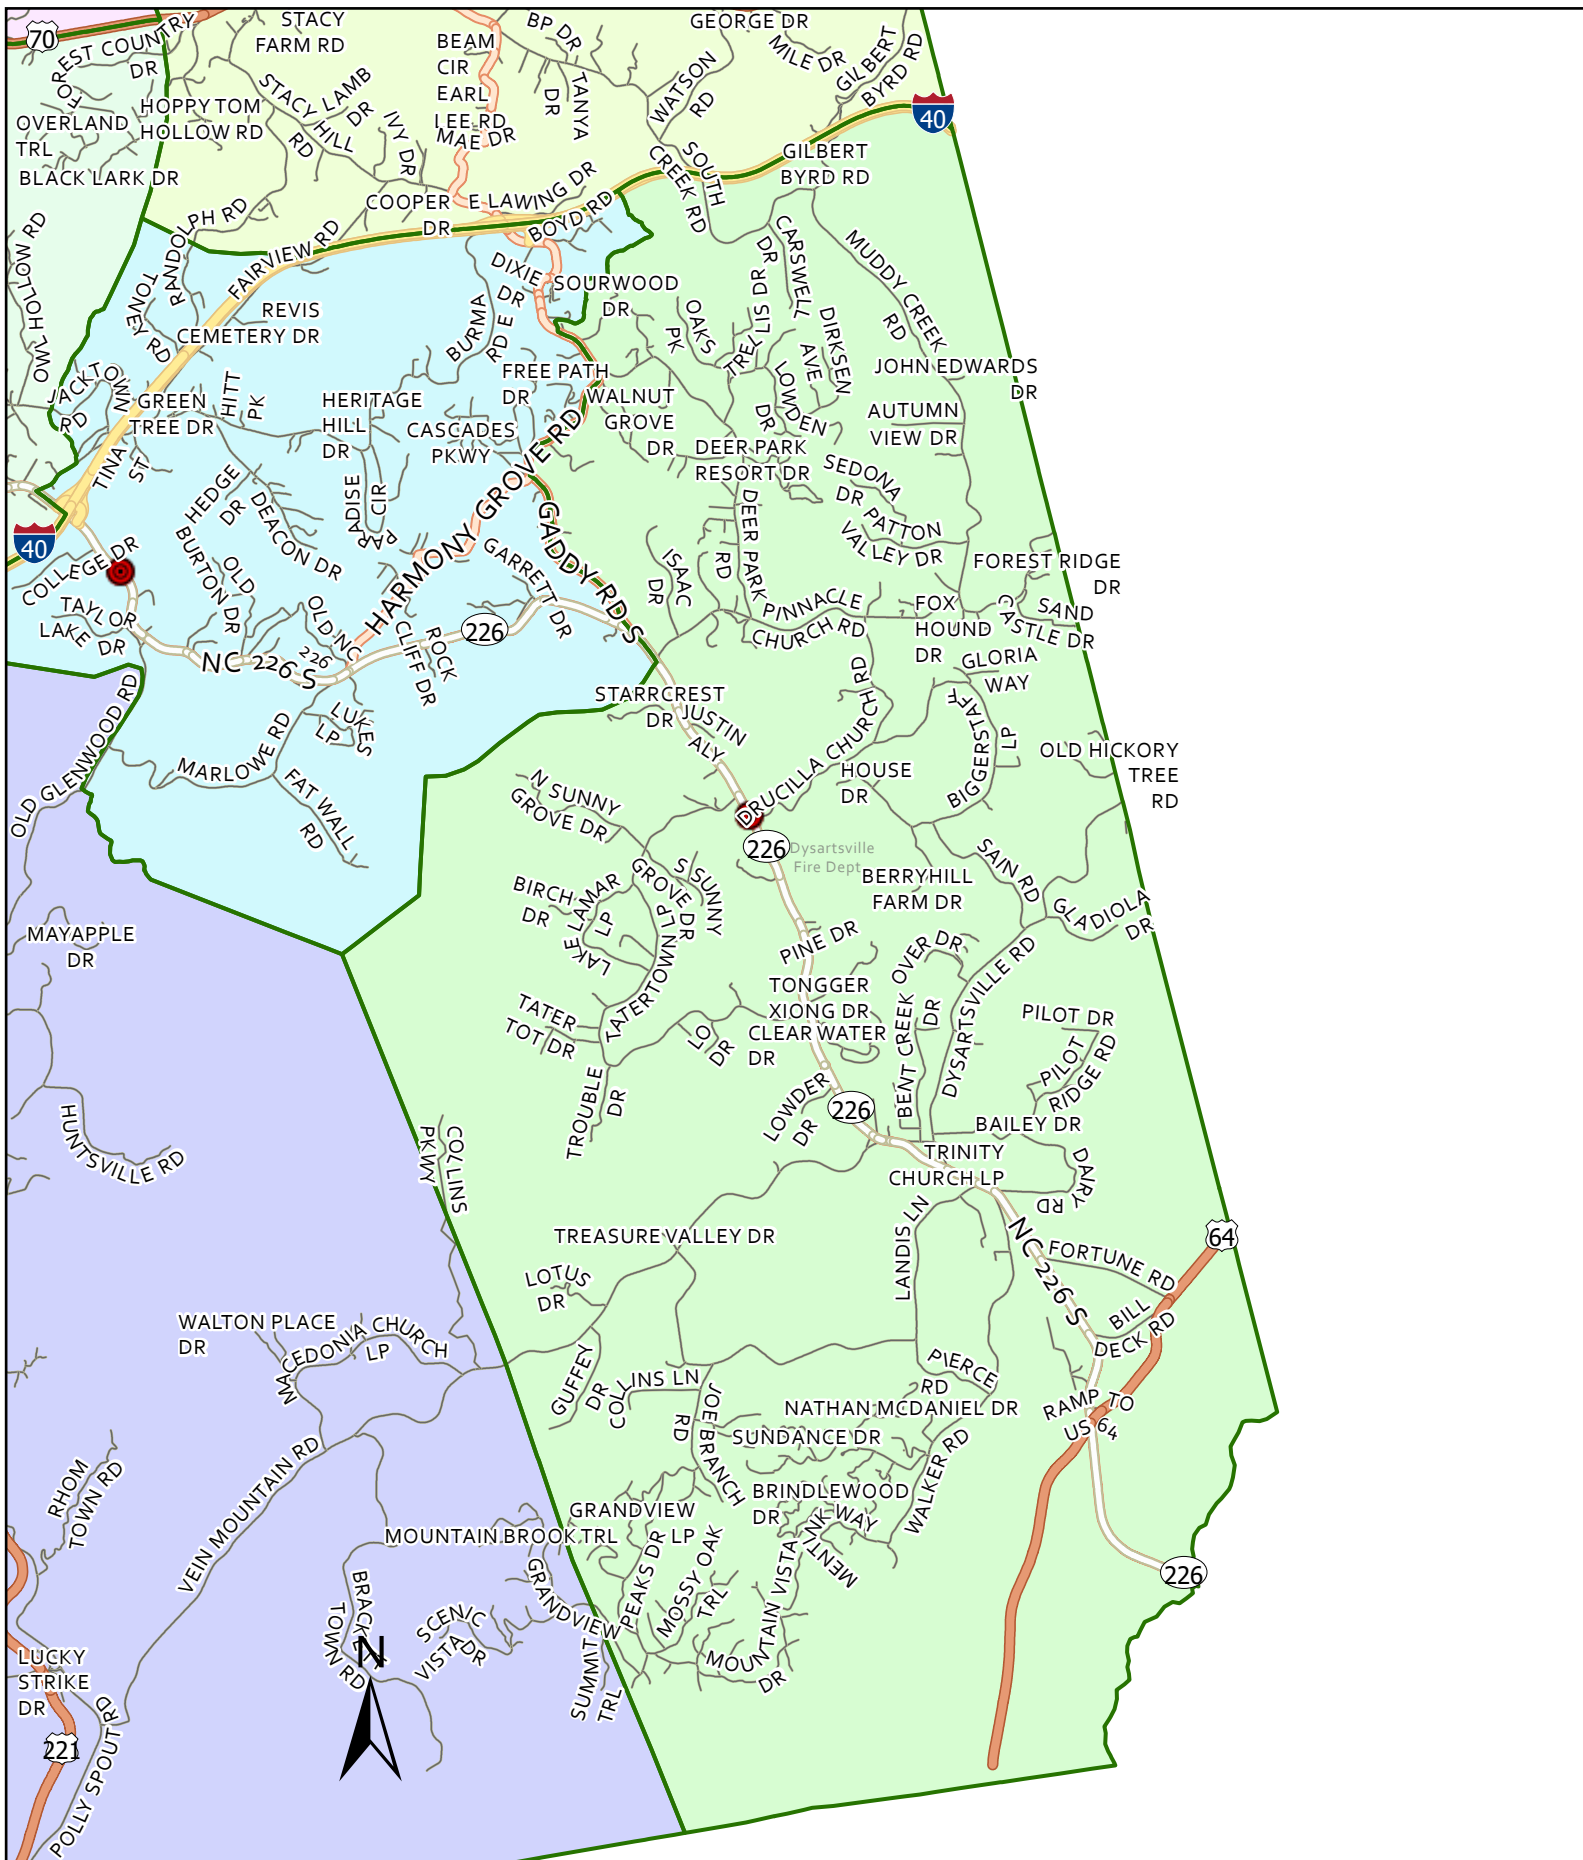 70
FOREST COUNTRY
DR
STACY
FARM RD
BEAM
CIR
EARL
LEE RD
MAE DR
BP DR
TANYA
DR
GEORGE DR
MILE DR
GILBERT
BYRD RD
WATSON
RD
40
HOPPY TOM
HOLLOW RD
STACY HILL
RD
LAMB
DR
IVY DR
OVERLAND
TRL
BLACK LARK DR
SOUTH
CREEK RD
GILBERT
BYRD RD
COOPER
DR
E LAWING DR
BOYD RD
RANDOLPH RD
FAIRVIEW RD
OWL HOLLOW RD
TONEY RD
REVIS
CEMETERY DR
BURMA
RD E
DIXIE
DR
SOURWOOD
DR
OAKS
PK
TRELLIS DR
DR
CARSWELL
DIRKSEN
AVE
MUDDY CREEK
RD
JOHN EDWARDS
DR
JACKTOWN
RD
GREEN
TREE DR
HITT
PK
HERITAGE
HILL
DR
FREE PATH
DR
WALNUT
GROVE
DR
LOWDEN
DR
AUTUMN
VIEW DR
CASCADES
PKWY
TINA
ST
DEER PARK
RESORT DR
SEDONA
DR
HEDGE
DR
DEACON DR
PARADISE
CIR
HARMONY GROVE RD
GADDY RD S
DEER PARK
RD
PATTON
VALLEY DR
40
COLLEGE DR
BURTON DR
OLD
GARRETT DR
ISAAC
DR
FOREST RIDGE
DR
TAYLOR
LAKE DR
OLD NC
226
CLIFF DR
ROCK
226
PINNACLE
CHURCH RD
FOX
HOUND
DR
SAND
CASTLE DR
NC 226 S
GLORIA
WAY
OLD GLENWOOD RD
MARLOWE RD
LUKES
LP
STARRCREST
DR
JUSTIN
ALY
DRUCILLA CHURCH RD
BIGGERSTAFF
LP
OLD HICKORY
TREE
RD
FAT WALL
RD
N SUNNY
GROVE DR
HOUSE
DR
226
Dysartsville
Fire Dept
SAIN RD
BERRYHILL
FARM DR
S SUNNY
GROVE DR
BIRCH
DR
LAKE LAMAR
LP
LAKE
GLADIOLA
DR
MAYAPPLE
DR
PINE DR
OVER DR
TATERTOWN LP
TONGGER
XIONG DR
CLEAR WATER
DR
BENT CREEK
DR
DYSARTSVILLE RD
TATER
TOT DR
LO
DR
PILOT DR
PILOT
RIDGE RD
TROUBLE
DR
LOWDER
DR
226
BAILEY DR
HUNTSVILLE RD
COLLINS
PKWY
TRINITY
CHURCH LP
DAIRY
RD
TREASURE VALLEY DR
LANDIS LN
NC 226 S
64
FORTUNE RD
LOTUS
DR
BILL
DECK RD
WALTON PLACE
DR
MACEDONIA CHURCH
LP
GUFFEY
DR
COLLINS LN
JOE BRANCH
RD
PIERCE
RD
NATHAN MCDANIEL DR
RAMP TO
US 64
SUNDANCE DR
VEIN MOUNTAIN RD
RHOM
TOWN RD
BRINDLEWOOD
DR
WALKER RD
GRANDVIEW
LP
MOUNTAIN BROOK TRL
WAY
226
BRACKETT
TOWN RD
GRANDVIEW
PEAKS DR
MOSSY OAK
TRL
MOUNTAIN VISTA
SCENIC
VISTA DR
N
MOUNTAIN
DR
SUMMIT
TRL
LUCKY
STRIKE
DR
221
POLLY SPOUT RD